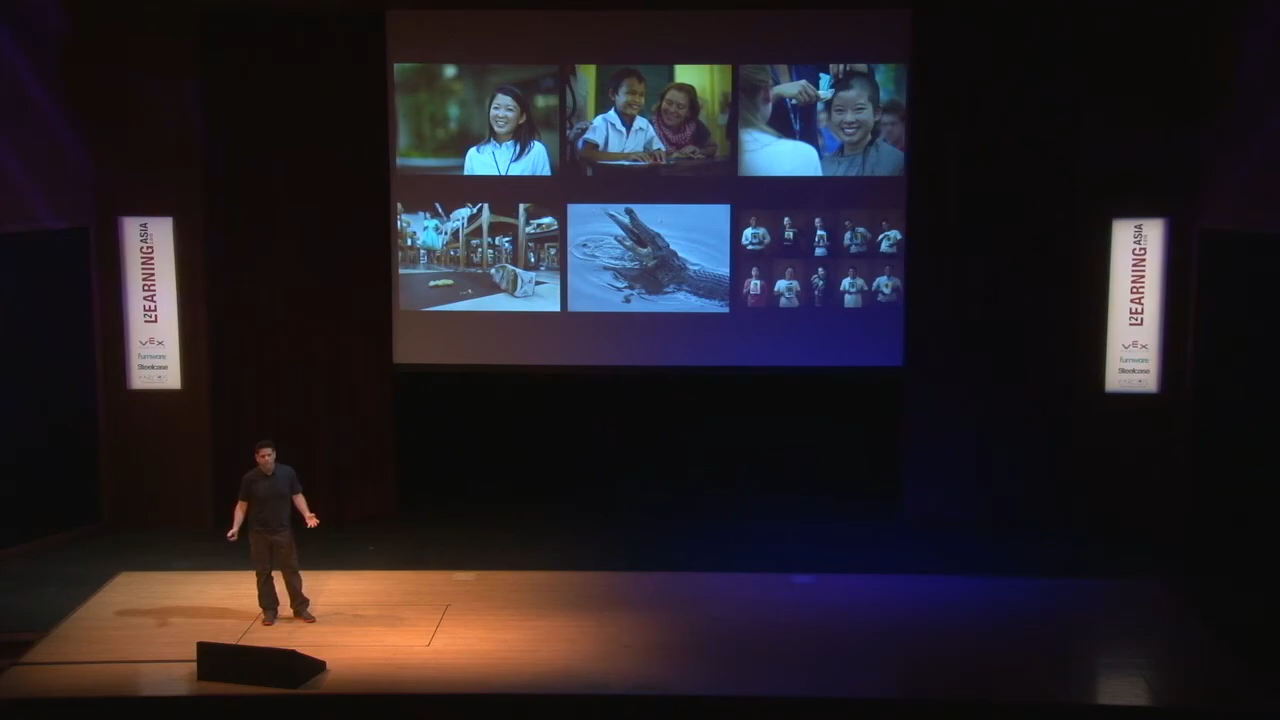 L2EARNING ASIA
VEX
furnware
Steelcase
L2EARNING ASIA
VEX
furnware
Steelcase